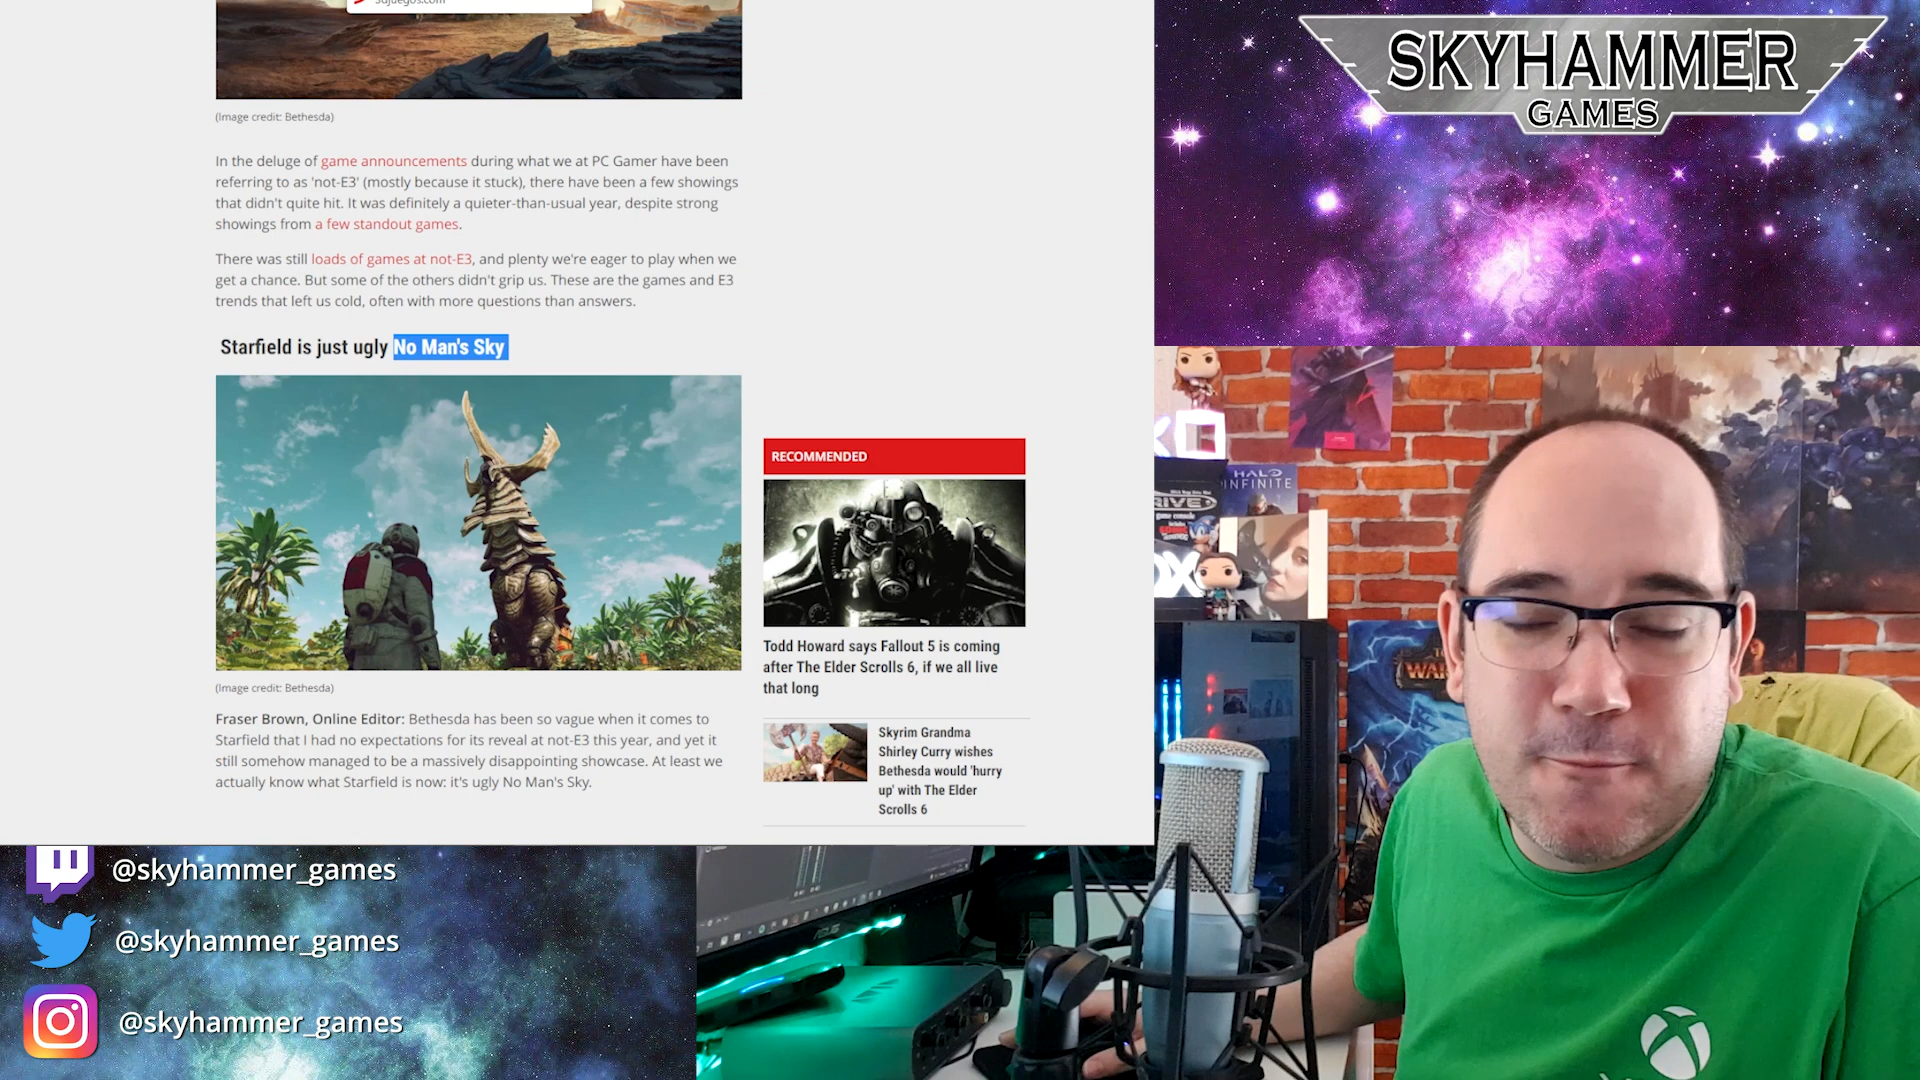 3djuegos.com
(Image credit: Bethesda)
In the deluge of game announcements during what we at PC Gamer have been
referring to as 'not-E3' (mostly because it stuck), there have been a few showings
that didn't quite hit. It was definitely a quieter-than-usual year, despite strong
showings from a few standout games.
There was still loads of games at not-E3, and plenty we're eager to play when we
get a chance. But some of the others didn't grip us. These are the games and E3
trends that left us cold, often with more questions than answers.
Starfield is just ugly No Man's Sky
(Image credit: Bethesda)
Fraser Brown, Online Editor: Bethesda has been so vague when it comes to
Starfield that I had no expectations for its reveal at not-E3 this year, and yet it
still somehow managed to be a massively disappointing showcase. At least we
actually know what Starfield is now: it's ugly No Man's Sky.
RECOMMENDED
Todd Howard says Fallout 5 is coming
after The Elder Scrolls 6, if we all live
that long
Skyrim Grandma
Shirley Curry wishes
Bethesda would 'hurry
up' with The Elder
Scrolls 6
SKYHAMMER
GAMES
HALO
INFINITE
@skyhammer_games
@skyhammer_games
@skyhammer_games